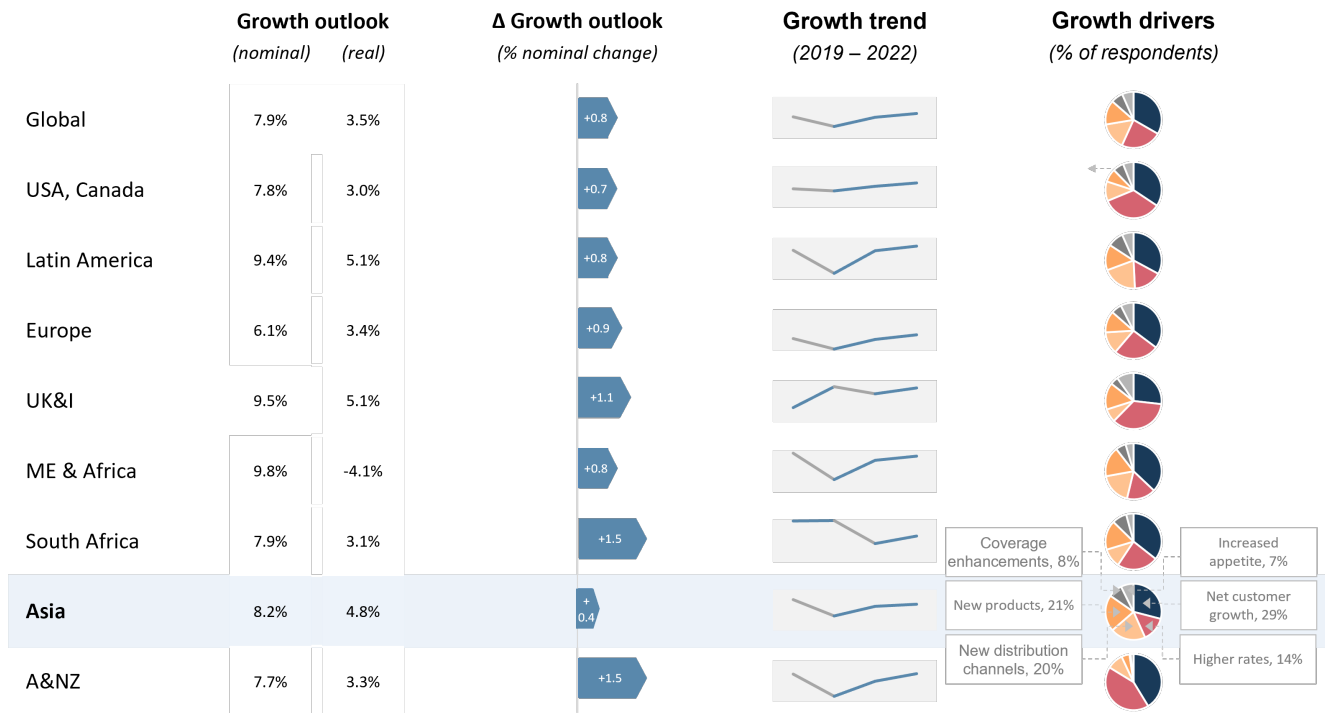 Growth outlook
(nominal) (real)
Δ Growth outlook
(% nominal change)
Growth trend
(2019 – 2022)
Growth drivers
(% of respondents)
Global 7.9% 3.5% +0.8
USA, Canada 7.8% 3.0% +0.7
Latin America 9.4% 5.1% +0.8
Europe 6.1% 3.4% +0.9
UK&I 9.5% 5.1% +1.1
ME & Africa 9.8% -4.1% +0.8
South Africa 7.9% 3.1% +1.5
Asia 8.2% 4.8% +
0.4
A&NZ 7.7% 3.3% +1.5
Coverage
enhancements, 8%
New products, 21%
New distribution
channels, 20%
Increased
appetite, 7%
Net customer
growth, 29%
Higher rates, 14%